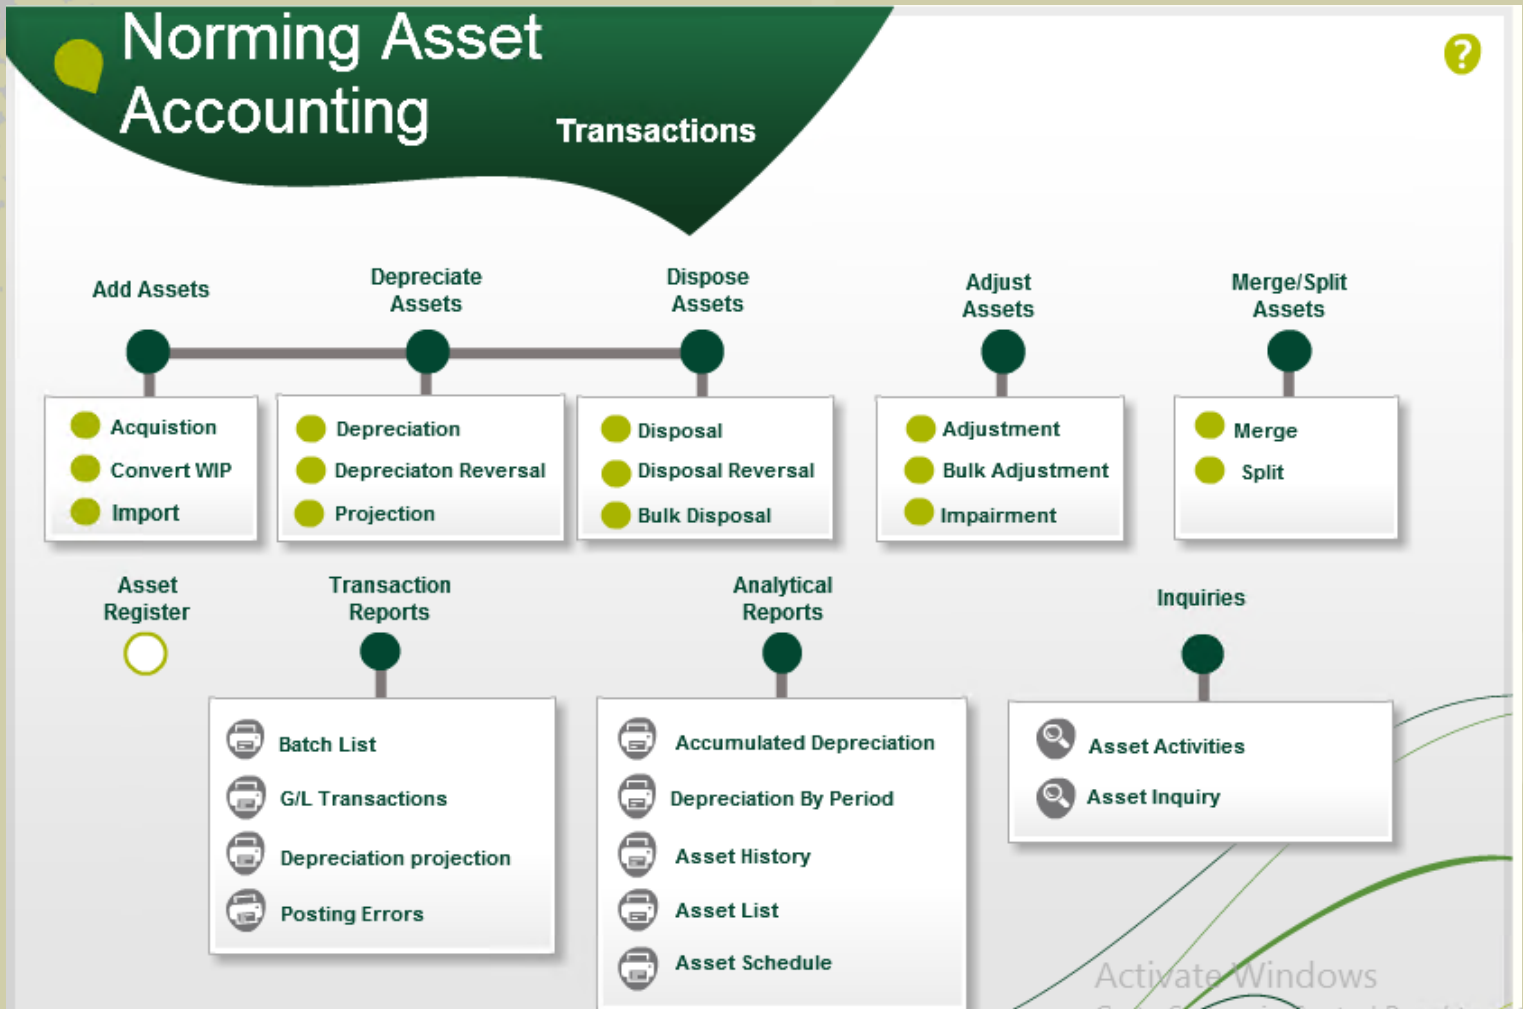 Norming Asset
Accounting
Transactions
?
Add Assets
Depreciate
Assets
Dispose
Assets
Adjust
Assets
Merge/Split
Assets
Acquistion
Convert WIP
Import
Depreciation
Depreciaton Reversal
Projection
Disposal
Disposal Reversal
Bulk Disposal
Adjustment
Bulk Adjustment
Impairment
Merge
Split
Asset
Register
Transaction
Reports
Analytical
Reports
Inquiries
Batch List
G/L Transactions
Depreciation projection
Posting Errors
Accumulated Depreciation
Depreciation By Period
Asset History
Asset List
Asset Schedule
Asset Activities
Asset Inquiry
Activate Windows